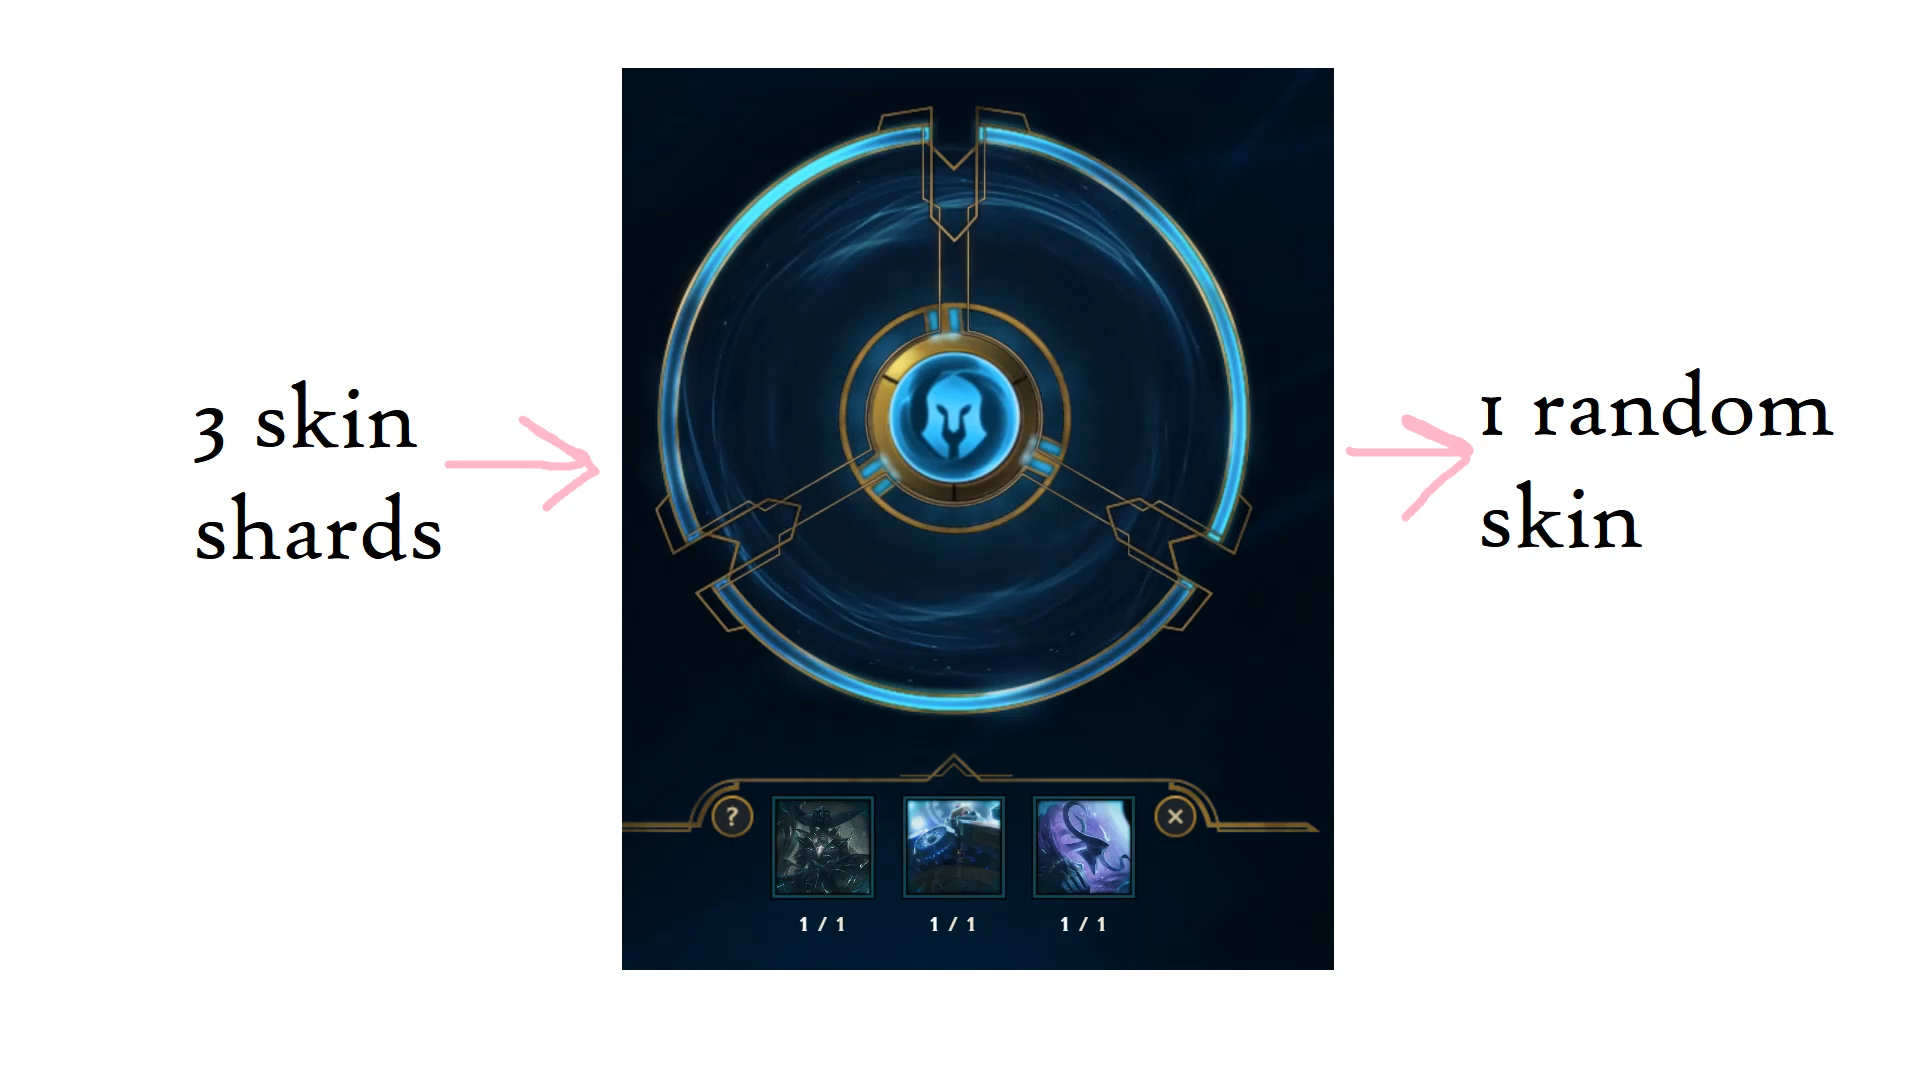 3 skin
shards
1 random
skin
?
1 / 1
1 / 1
1 / 1